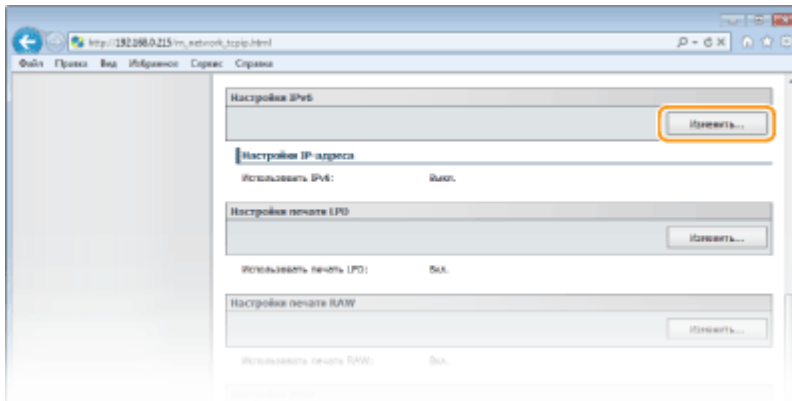 http://192.168.0.215/m_network_tcpip.html
Файл Правка Вид Избранное Сервис Справка
Настройки IPv6
Изменить...
Настройки IP-адреса
Использовать IPv6: Выкл.
Настройки печати LPD
Изменить...
Использовать печать LPD: Вкл.
Настройки печати RAW
Изменить...
Использовать печать RAW: Вкл.